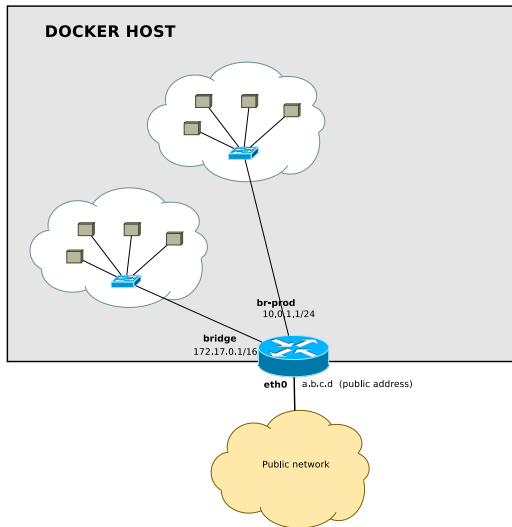 DOCKER HOST
br-prod
10.0.1.1/24
bridge
172.17.0.1/16
eth0 a.b.c.d (public address)
Public network